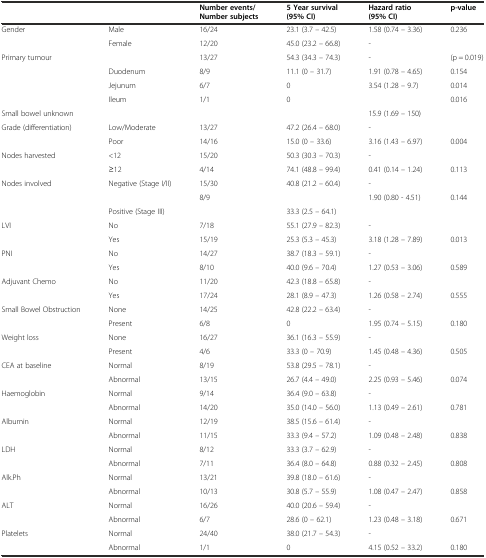 Number events/ Number subjects 5 Year survival (95% CI) Hazard ratio (95% CI) p-value
Gender Male 16/24 23.1 (3.7 – 42.5) 1.58 (0.74 – 3.36) 0.236
Female 12/20 45.0 (23.2 – 66.8) -
Primary tumour 13/27 54.3 (34.3 – 74.3) - (p = 0.019)
Duodenum 8/9 11.1 (0 – 31.7) 1.91 (0.78 – 4.65) 0.154
Jejunum 6/7 0 3.54 (1.28 – 9.7) 0.014
Ileum 1/1 0 0.016
Small bowel unknown 15.9 (1.69 – 150)
Grade (differentiation) Low/Moderate 13/27 47.2 (26.4 – 68.0) -
Poor 14/16 15.0 (0 – 33.6) 3.16 (1.43 – 6.97) 0.004
Nodes harvested <12 15/20 50.3 (30.3 – 70.3) -
≥12 4/14 74.1 (48.8 – 99.4) 0.41 (0.14 – 1.24) 0.113
Nodes involved Negative (Stage I/II) 15/30 40.8 (21.2 – 60.4) -
8/9 1.90 (0.80 - 4.51) 0.144
Positive (Stage III) 33.3 (2.5 – 64.1)
LVI No 7/18 55.1 (27.9 – 82.3) -
Yes 15/19 25.3 (5.3 – 45.3) 3.18 (1.28 – 7.89) 0.013
PNI No 14/27 38.7 (18.3 – 59.1) -
Yes 8/10 40.0 (9.6 – 70.4) 1.27 (0.53 – 3.06) 0.589
Adjuvant Chemo No 11/20 42.3 (18.8 – 65.8) -
Yes 17/24 28.1 (8.9 – 47.3) 1.26 (0.58 – 2.74) 0.555
Small Bowel Obstruction None 14/25 42.8 (22.2 – 63.4) -
Present 6/8 0 1.95 (0.74 – 5.15) 0.180
Weight loss None 16/27 36.1 (16.3 – 55.9) -
Present 4/6 33.3 (0 – 70.9) 1.45 (0.48 – 4.36) 0.505
CEA at baseline Normal 8/19 53.8 (29.5 – 78.1) -
Abnormal 13/15 26.7 (4.4 – 49.0) 2.25 (0.93 – 5.46) 0.074
Haemoglobin Normal 9/14 36.4 (9.0 – 63.8) -
Abnormal 14/20 35.0 (14.0 – 56.0) 1.13 (0.49 – 2.61) 0.781
Albumin Normal 12/19 38.5 (15.6 – 61.4) -
Abnormal 11/15 33.3 (9.4 – 57.2) 1.09 (0.48 – 2.48) 0.838
LDH Normal 8/12 33.3 (3.7 – 62.9) -
Abnormal 7/11 36.4 (8.0 – 64.8) 0.88 (0.32 – 2.45) 0.808
Alk.Ph Normal 13/21 39.8 (18.0 – 61.6) -
Abnormal 10/13 30.8 (5.7 – 55.9) 1.08 (0.47 – 2.47) 0.858
ALT Normal 16/26 40.0 (20.6 – 59.4) -
Abnormal 6/7 28.6 (0 – 62.1) 1.23 (0.48 – 3.18) 0.671
Platelets Normal 24/40 38.0 (21.7 – 54.3) -
Abnormal 1/1 0 4.15 (0.52 – 33.2) 0.180